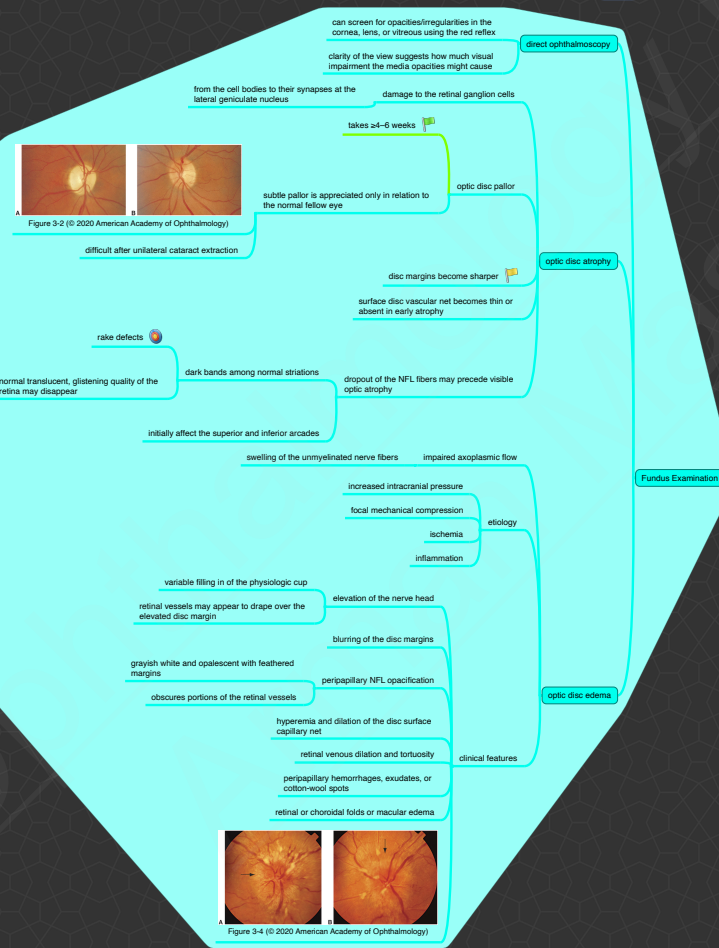 can screen for opacities/irregularities in the
cornea, lens, or vitreous using the red reflex
direct ophthalmoscopy
clarity of the view suggests how much visual
impairment the media opacities might cause
from the cell bodies to their synapses at the
lateral geniculate nucleus
damage to the retinal ganglion cells
takes ≥4–6 weeks
optic disc pallor
subtle pallor is appreciated only in relation to
the normal fellow eye
A
B
Figure 3-2 (© 2020 American Academy of Ophthalmology)
difficult after unilateral cataract extraction
optic disc atrophy
disc margins become sharper
surface disc vascular net becomes thin or
absent in early atrophy
rake defects
dark bands among normal striations
normal translucent, glistening quality of the
retina may disappear
dropout of the NFL fibers may precede visible
optic atrophy
initially affect the superior and inferior arcades
swelling of the unmyelinated nerve fibers
impaired axoplasmic flow
Fundus Examination
increased intracranial pressure
focal mechanical compression
etiology
ischemia
inflammation
variable filling in of the physiologic cup
elevation of the nerve head
retinal vessels may appear to drape over the
elevated disc margin
blurring of the disc margins
grayish white and opalescent with feathered
margins
peripapillary NFL opacification
obscures portions of the retinal vessels
optic disc edema
hyperemia and dilation of the disc surface
capillary net
retinal venous dilation and tortuosity
clinical features
peripapillary hemorrhages, exudates, or
cotton-wool spots
retinal or choroidal folds or macular edema
A
B
Figure 3-4 (© 2020 American Academy of Ophthalmology)